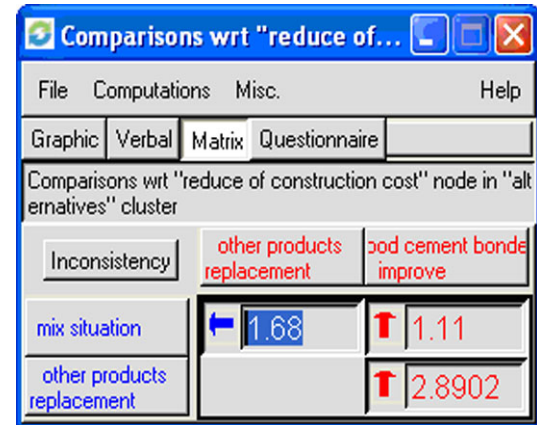 Comparisons wrt "reduce of...
File Computations Misc. Help
Graphic Verbal Matrix Questionnaire
Comparisons wrt "reduce of construction cost" node in "alt
ernatives" cluster
Inconsistency
other products
replacement
ood cement bonde
improve
mix situation
1.68
1.11
other products
replacement
2.8902